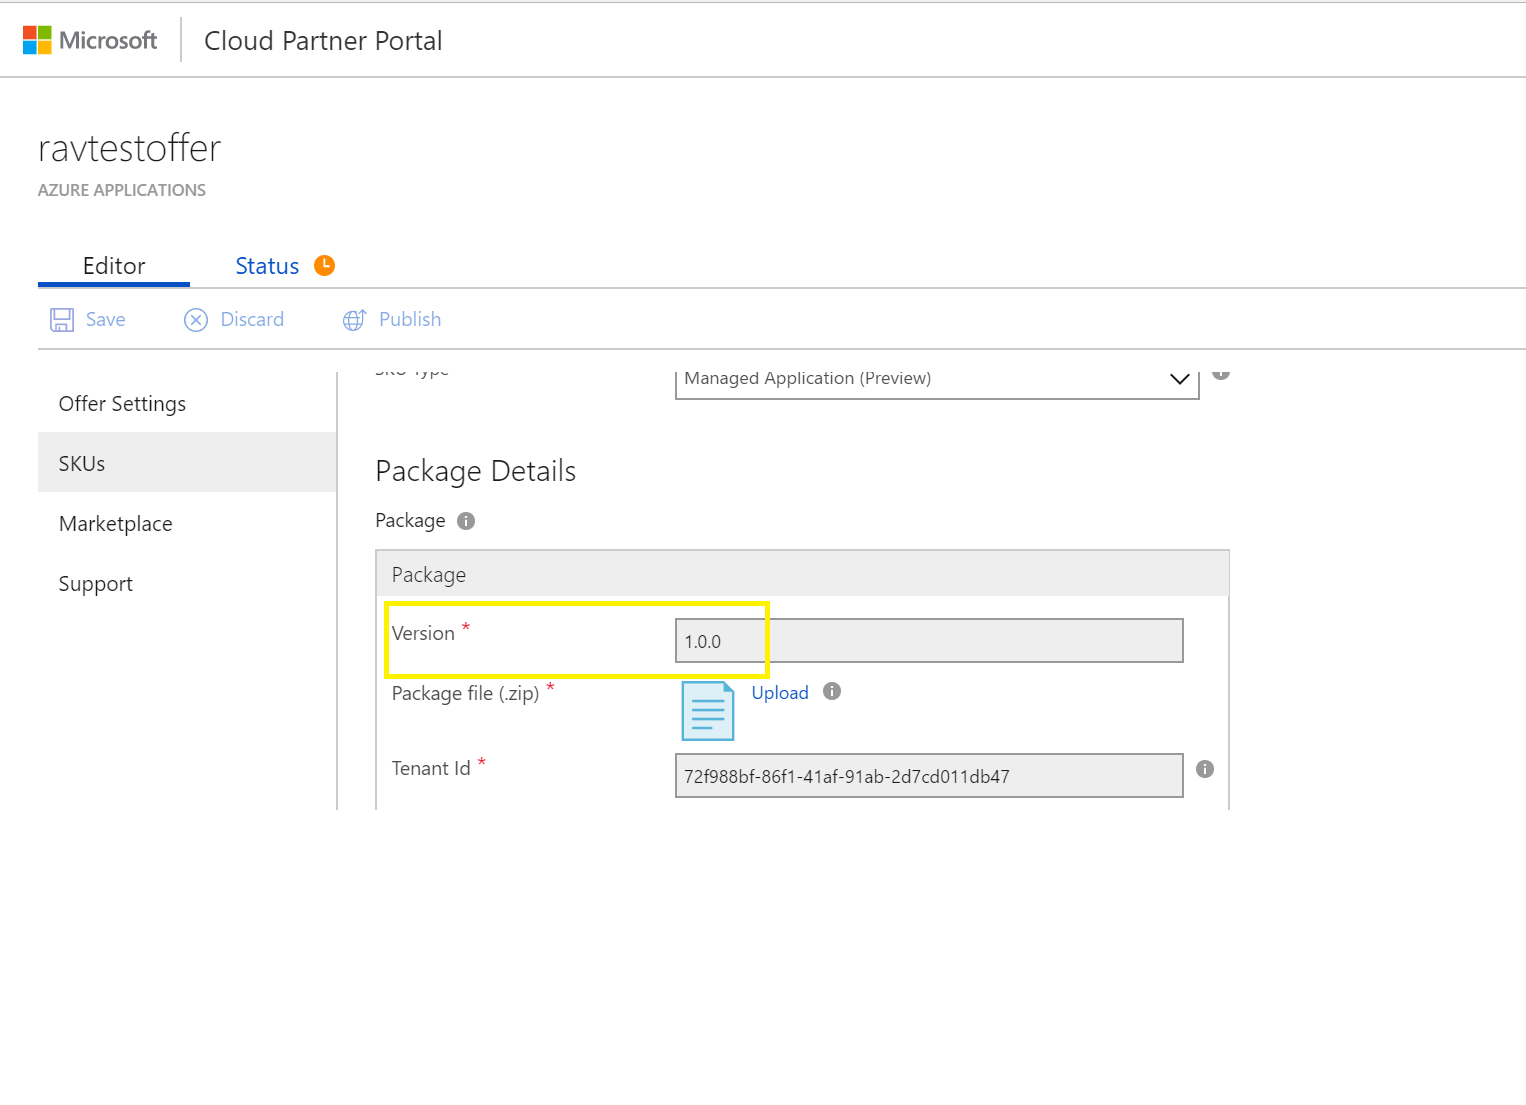 Microsoft Cloud Partner Portal
ravtestoffer
AZURE APPLICATIONS
Editor Status
Save Discard Publish
SKU Type Managed Application (Preview)
Offer Settings
SKUs
Marketplace
Support
Package Details
Package
Package
Version * 1.0.0
Package file (.zip) * Upload
Tenant Id * 72f988bf-86f1-41af-91ab-2d7cd011db47